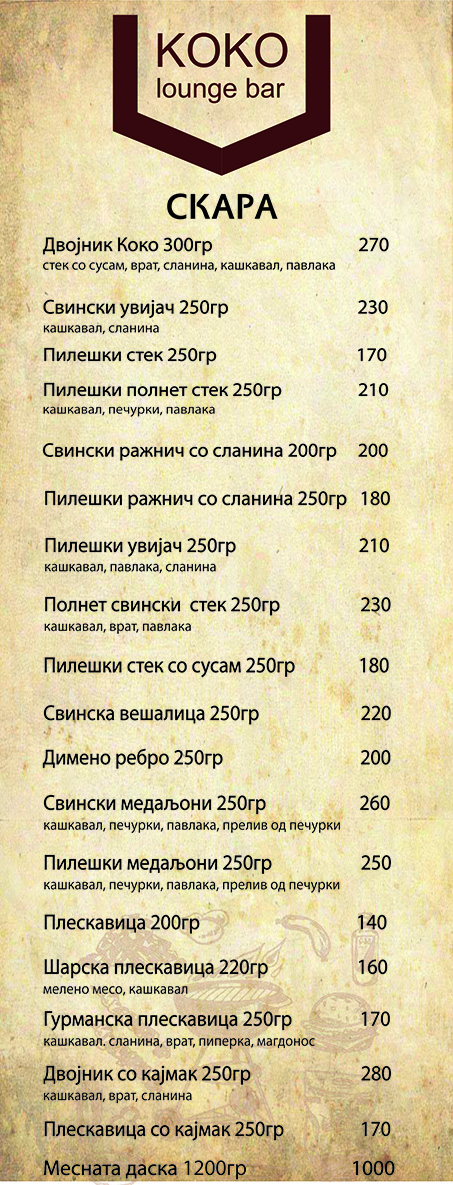 KOKO
lounge bar
СКАРА
Двојник Коко 300гр 270
стек со сусам, врат, сланина, кашкавал, павлака
Свински увијач 250гр 230
кашкавал, сланина
Пилешки стек 250гр 170
Пилешки полнет стек 250гр 210
кашкавал, печурки, павлака
Свински ражнич со сланина 200гр 200
Пилешки ражнич со сланина 250гр 180
Пилешки увијач 250гр 210
кашкавал, павлака, сланина
Полнет свински стек 250гр 230
кашкавал, врат, павлака
Пилешки стек со сусам 250гр 180
Свинска вешалица 250гр 220
Димено ребро 250гр 200
Свински медаљони 250гр 260
кашкавал, печурки, павлака, прелив од печурки
Пилешки медаљони 250гр 250
кашкавал, печурки, павлака, прелив од печурки
Плескавица 200гр 140
Шарска плескавица 220гр 160
мелено месо, кашкавал
Гурманска плескавица 250гр 170
кашкавал. сланина, врат, пиперка, магдонос
Двојник со кајмак 250гр 280
кашкавал, врат, сланина
Плескавица со кајмак 250гр 170
Месната даска 1200гр 1000